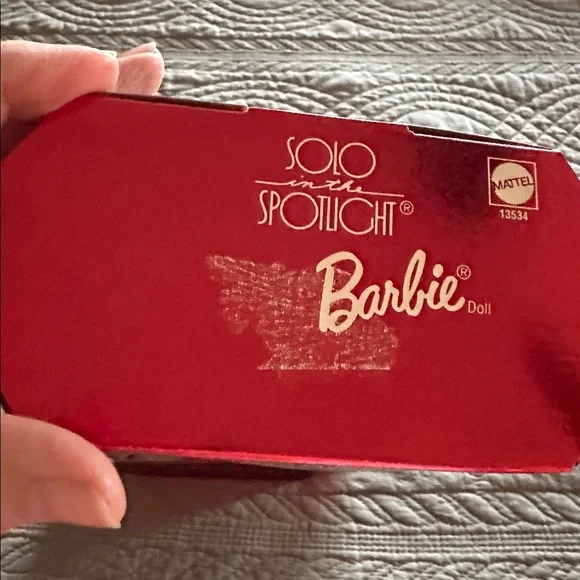 SOLO
in the
SPOTLIGHT®
MATTEL
13534
Barbie®
Doll